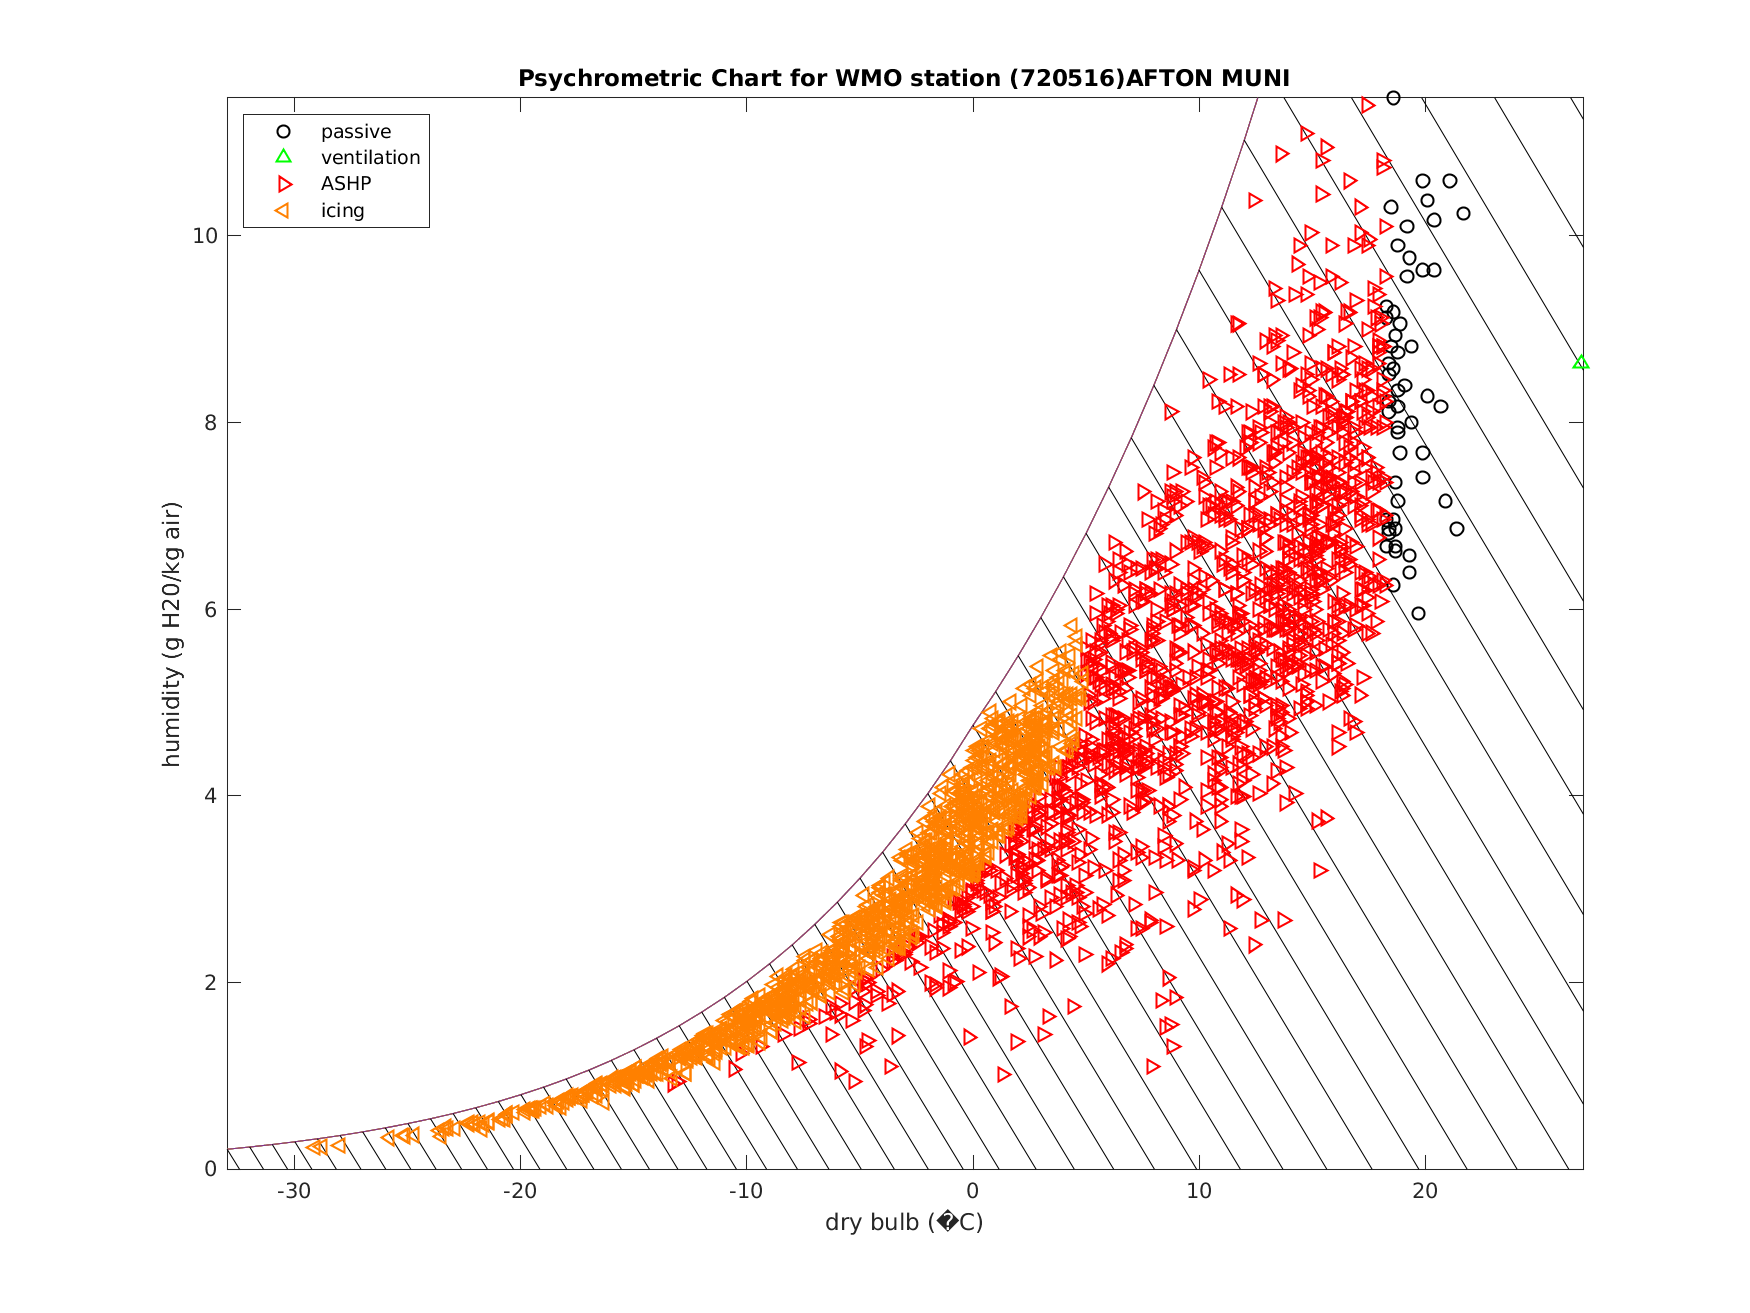 Psychrometric Chart for WMO station (720516)AFTON MUNI
passive
ventilation
ASHP
icing
humidity (g H20/kg air)
10
8
6
4
2
0
-30
-20
-10
0
10
20
dry bulb (�C)